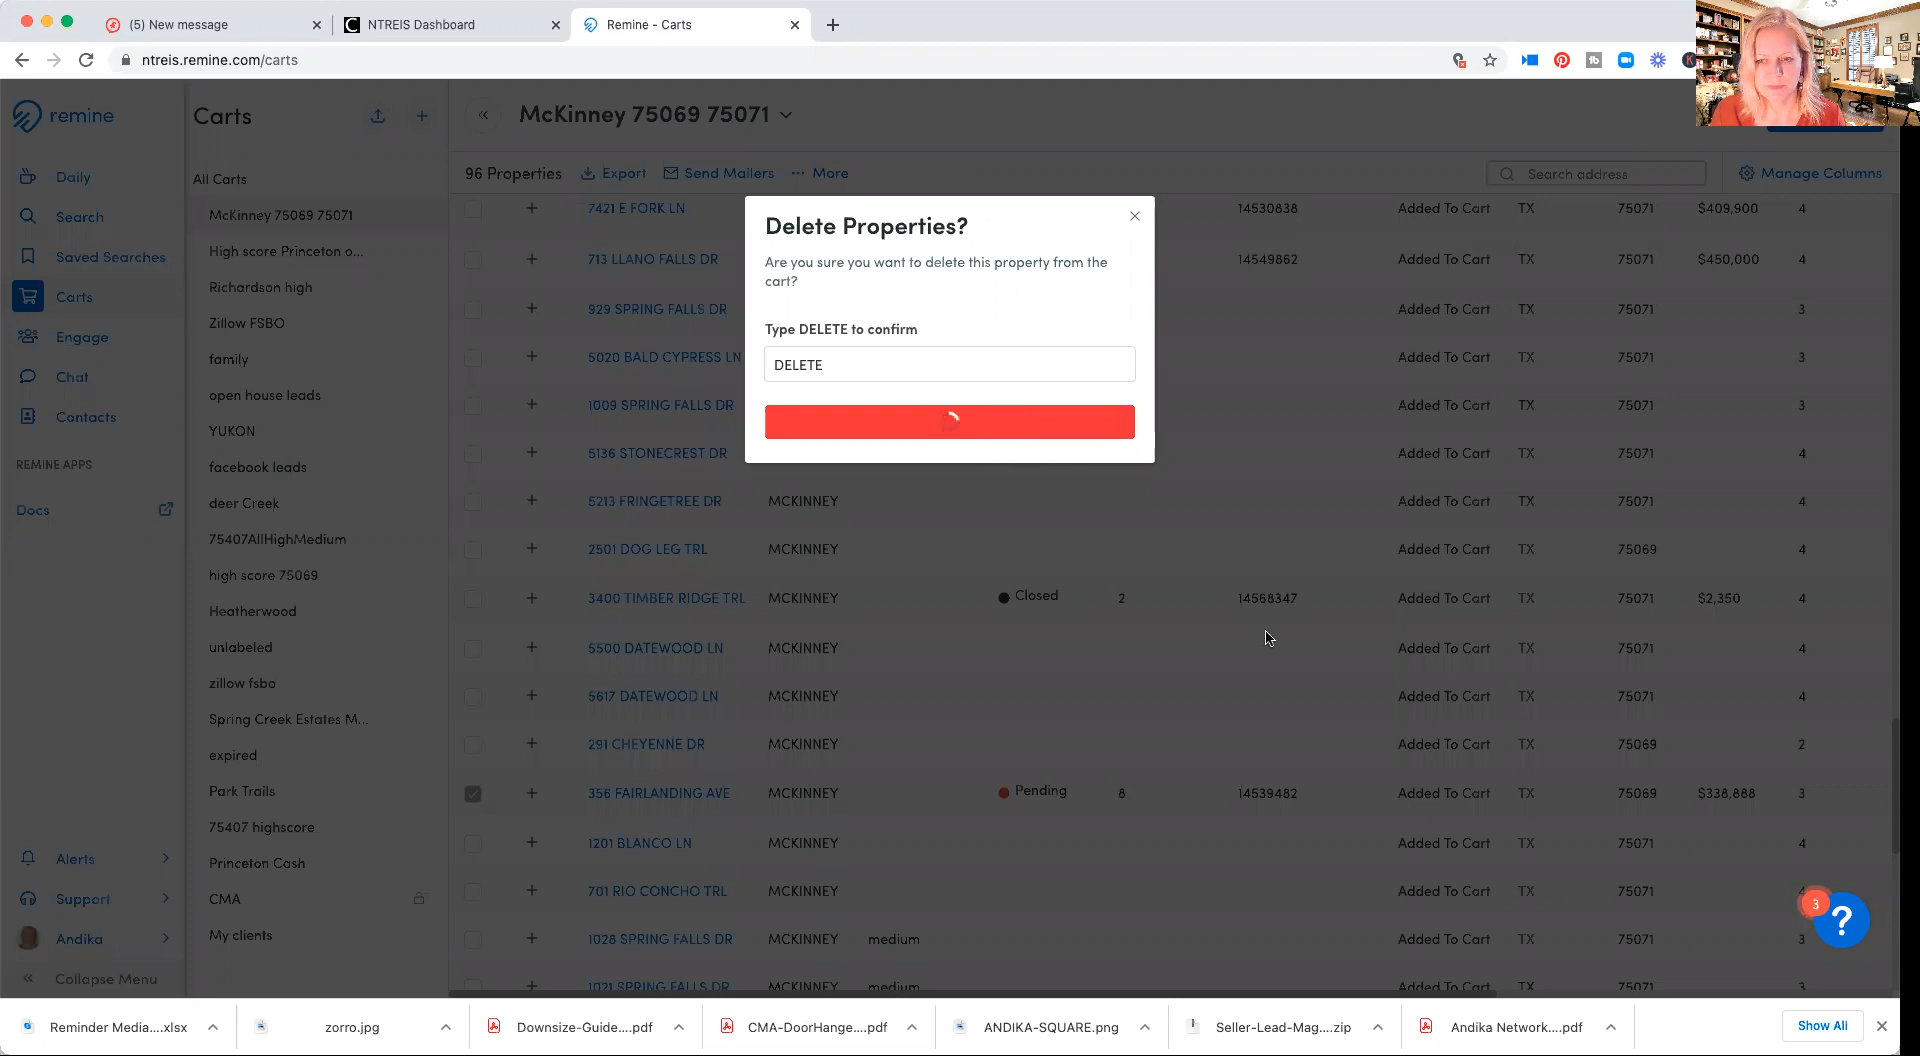 (5) New message
NTREIS Dashboard
Remine - Carts
ntreis.remine.com/carts
remine
Daily
Search
Saved Searches
Carts
Engage
Chat
Contacts
REMINE APPS
Docs
Alerts
Support
Andika
Collapse Menu
Carts
All Carts
McKinney 75069 75071
High score Princeton o...
Richardson high
Zillow FSBO
family
open house leads
YUKON
facebook leads
deer Creek
75407AllHighMedium
high score 75069
Heatherwood
unlabeled
zillow fsbo
Spring Creek Estates M...
expired
Park Trails
75407 highscore
Princeton Cash
CMA
My clients
McKinney 75069 75071
96 Properties Export Send Mailers More Search address Manage Columns
7421 E FORK LN 14530838 Added To Cart TX 75071 $409,900 4
713 LLANO FALLS DR 14549862 Added To Cart TX 75071 $450,000 4
929 SPRING FALLS DR Added To Cart TX 75071 3
5020 BALD CYPRESS LN Added To Cart TX 75071 3
1009 SPRING FALLS DR Added To Cart TX 75071 3
5136 STONECREST DR Added To Cart TX 75071 4
5213 FRINGETREE DR MCKINNEY Added To Cart TX 75071 4
2501 DOG LEG TRL MCKINNEY Added To Cart TX 75069 4
3400 TIMBER RIDGE TRL MCKINNEY Closed 2 14568347 Added To Cart TX 75071 $2,350 4
5500 DATEWOOD LN MCKINNEY Added To Cart TX 75071 4
5617 DATEWOOD LN MCKINNEY Added To Cart TX 75071 4
291 CHEYENNE DR MCKINNEY Added To Cart TX 75069 2
356 FAIRLANDING AVE MCKINNEY Pending 8 14539482 Added To Cart TX 75069 $338,888 3
1201 BLANCO LN MCKINNEY Added To Cart TX 75071 4
701 RIO CONCHO TRL MCKINNEY Added To Cart TX 75071 4
1028 SPRING FALLS DR MCKINNEY medium Added To Cart TX 75071 3
1021 SPRING FALLS DR MCKINNEY medium Added To Cart TX 75071 3
Delete Properties?
Are you sure you want to delete this property from the
cart?
Type DELETE to confirm
DELETE
3
?
Reminder Media....xlsx
zorro.jpg
Downsize-Guide....pdf
CMA-DoorHange....pdf
ANDIKA-SQUARE.png
Seller-Lead-Mag....zip
Andika Network....pdf
Show All